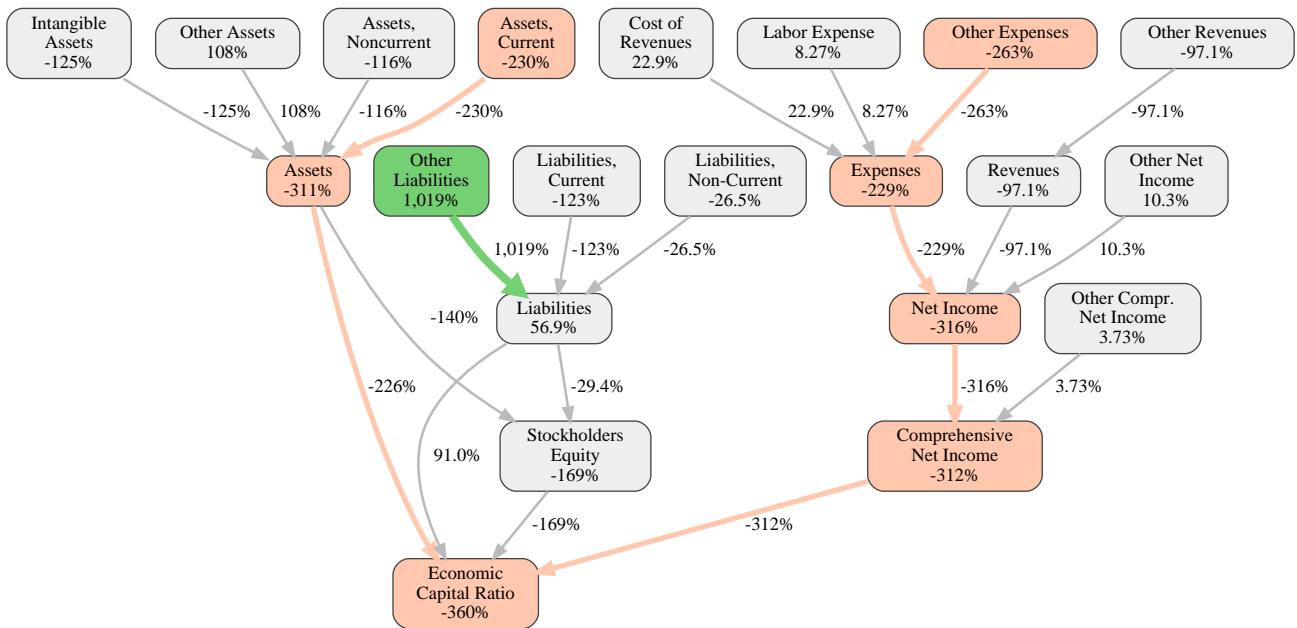 Intangible
Assets
-125%
Other Assets
108%
Assets,
Noncurrent
-116%
Assets,
Current
-230%
Cost of
Revenues
22.9%
Labor Expense
8.27%
Other Expenses
-263%
Other Revenues
-97.1%
-125%
108%
-116%
-230%
22.9%
8.27%
-263%
-97.1%
Assets
-311%
Other
Liabilities
1,019%
Liabilities,
Current
-123%
Liabilities,
Non-Current
-26.5%
Expenses
-229%
Revenues
-97.1%
Other Net
Income
10.3%
1,019%
-123%
-26.5%
-229%
-97.1%
10.3%
-140%
Liabilities
56.9%
Net Income
-316%
Other Compr.
Net Income
3.73%
-226%
-29.4%
-316%
3.73%
91.0%
Stockholders
Equity
-169%
Comprehensive
Net Income
-312%
-169%
-312%
Economic
Capital Ratio
-360%